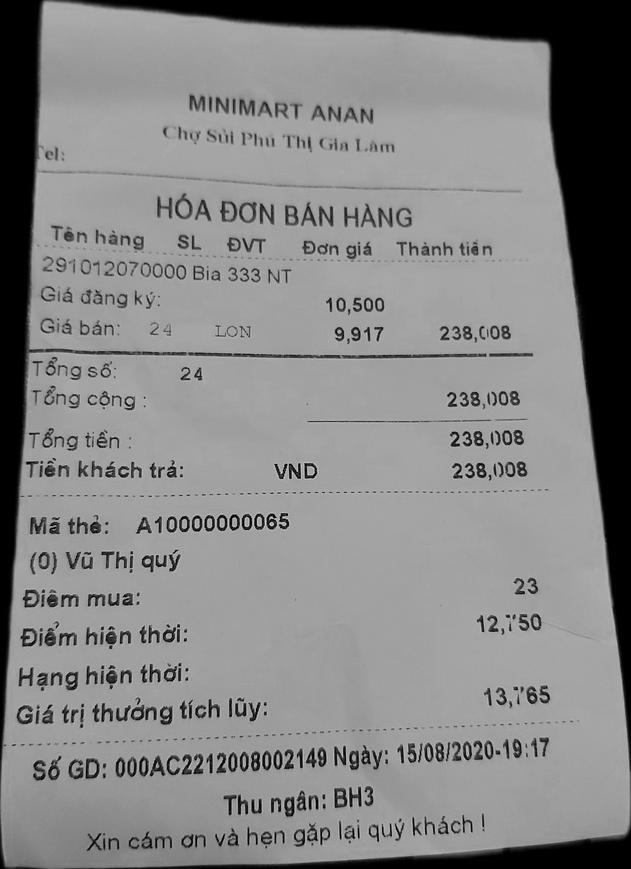 MINIMART ANAN
Chợ Sủi Phú Thị Gia Lâm
Tel:
HÓA ĐƠN BÁN HÀNG
Tên hàng SL ĐVT Đơn giá Thành tiền
291012070000 Bia 333 NT
Giá đăng ký: 10,500
Giá bán: 24 LON 9,917 238,008
Tổng số: 24
Tổng cộng : 238,008
Tổng tiền : 238,008
Tiền khách trả: VND 238,008
Mã thẻ: A10000000065
(0) Vũ Thị quý
Điểm mua: 23
Điểm hiện thời: 12,750
Hạng hiện thời:
Giá trị thưởng tích lũy: 13,765
Số GD: 000AC2212008002149 Ngày: 15/08/2020-19:17
Thu ngân: BH3
Xin cám ơn và hẹn gặp lại quý khách !